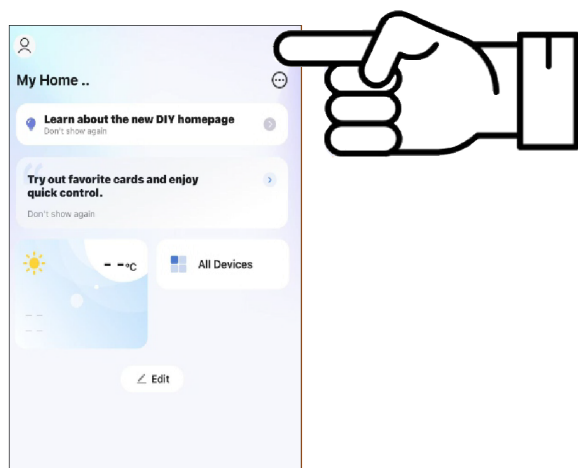 My Home ..
Learn about the new DIY homepage
Don't show again
Try out favorite cards and enjoy
quick control.
Don't show again
- -°C
All Devices
- -
- -
Edit